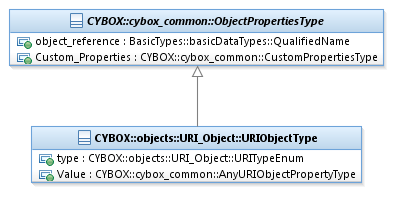 CYBOX::cybox_common::ObjectPropertiesType
object_reference : BasicTypes::basicDataTypes::QualifiedName
Custom_Properties : CYBOX::cybox_common::CustomPropertiesType
CYBOX::objects::URI_Object::URIObjectType
type : CYBOX::objects::URI_Object::URITypeEnum
Value : CYBOX::cybox_common::AnyURIObjectPropertyType